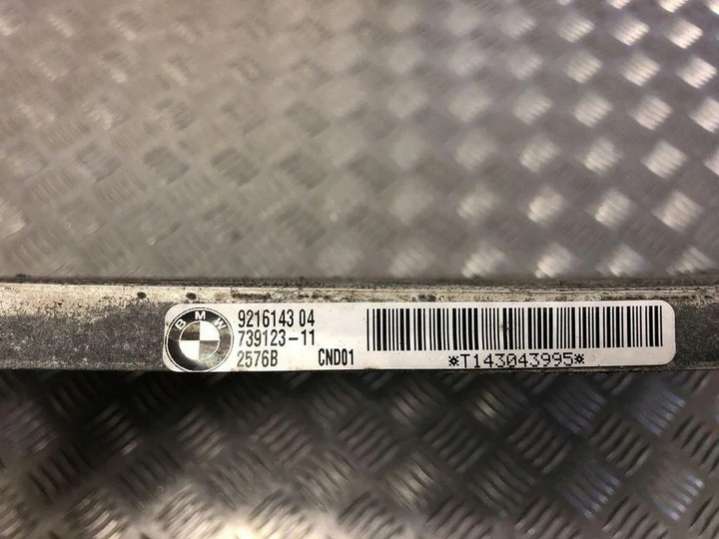 BMW
9216143 04
739123-11
2576B CND01
*T143043995*